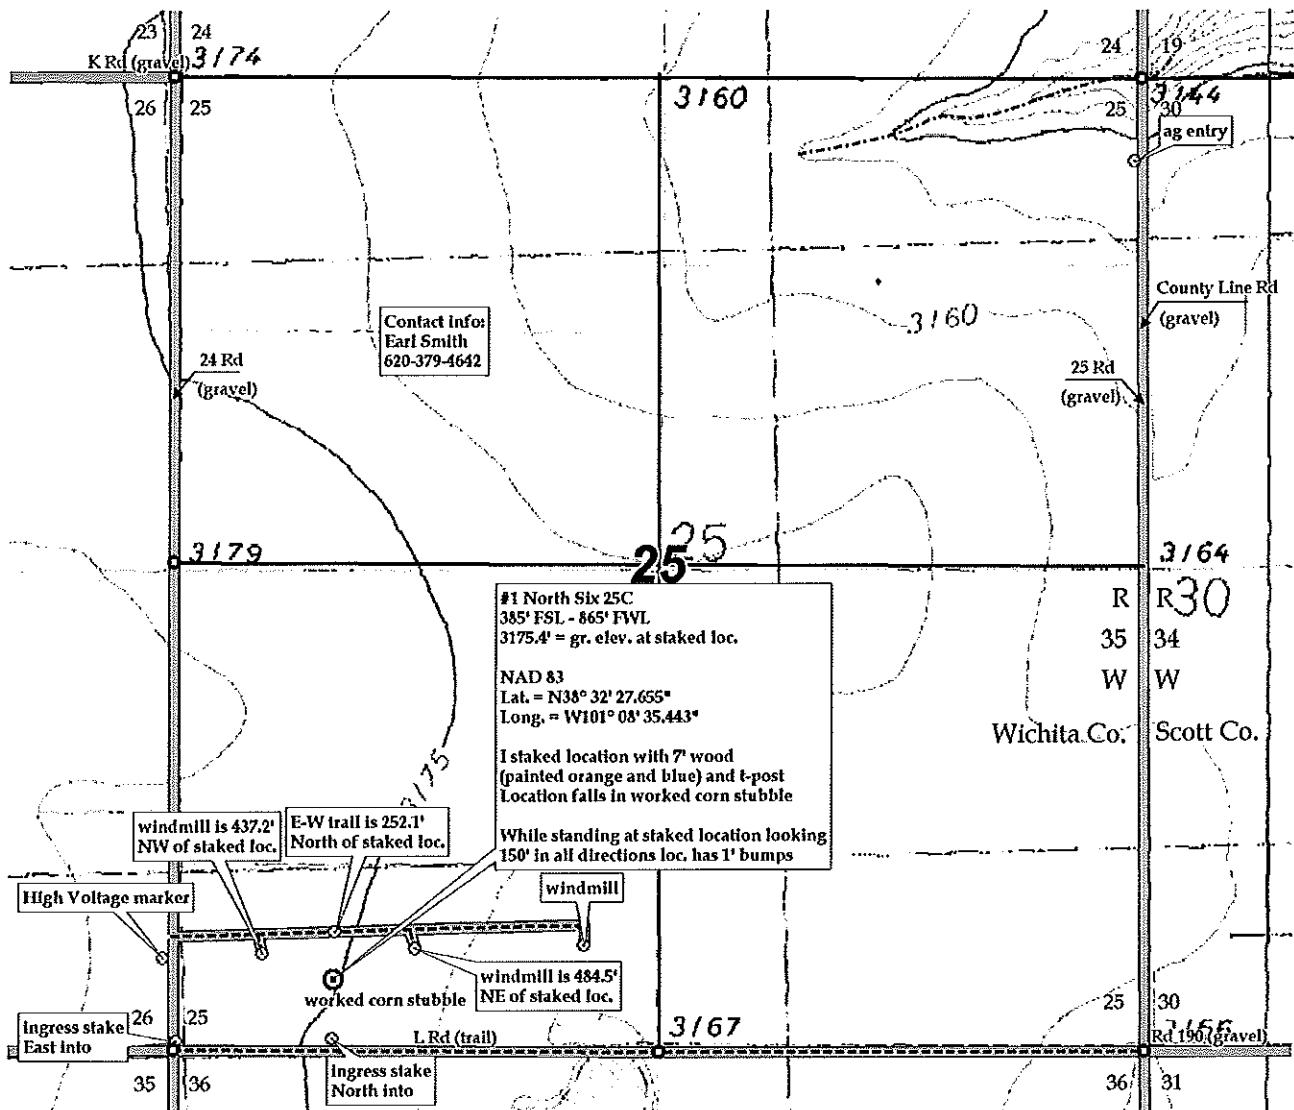 23
24
K Rd (gravel)
3174
26
25
3160
24
19
3144
25
30
ag entry
County Line Rd
(gravel)
3160
Contact info:
Earl Smith
620-379-4642
24 Rd
(gravel)
25 Rd
(gravel)
25
25
3179
3164
#1 North Six 25C
385' FSL - 865' FWL
3175.4' = gr. elev. at staked loc.
NAD 83
Lat. = N38° 32' 27.655"
Long. = W101° 08' 35.443"
I staked location with 7' wood
(painted orange and blue) and t-post
Location falls in worked corn stubble
While standing at staked location looking
150' in all directions loc. has 1' bumps
R
R
30
35
34
W
W
Wichita Co.
Scott Co.
3175
windmill is 437.2'
NW of staked loc.
E-W trail is 252.1'
North of staked loc.
High Voltage marker
windmill
windmill is 484.5'
NE of staked loc.
worked corn stubble
ingress stake
East into
26
25
L Rd (trail)
3167
25
30
3166
Rd 190 (gravel)
ingress stake
North into
35
36
36
31